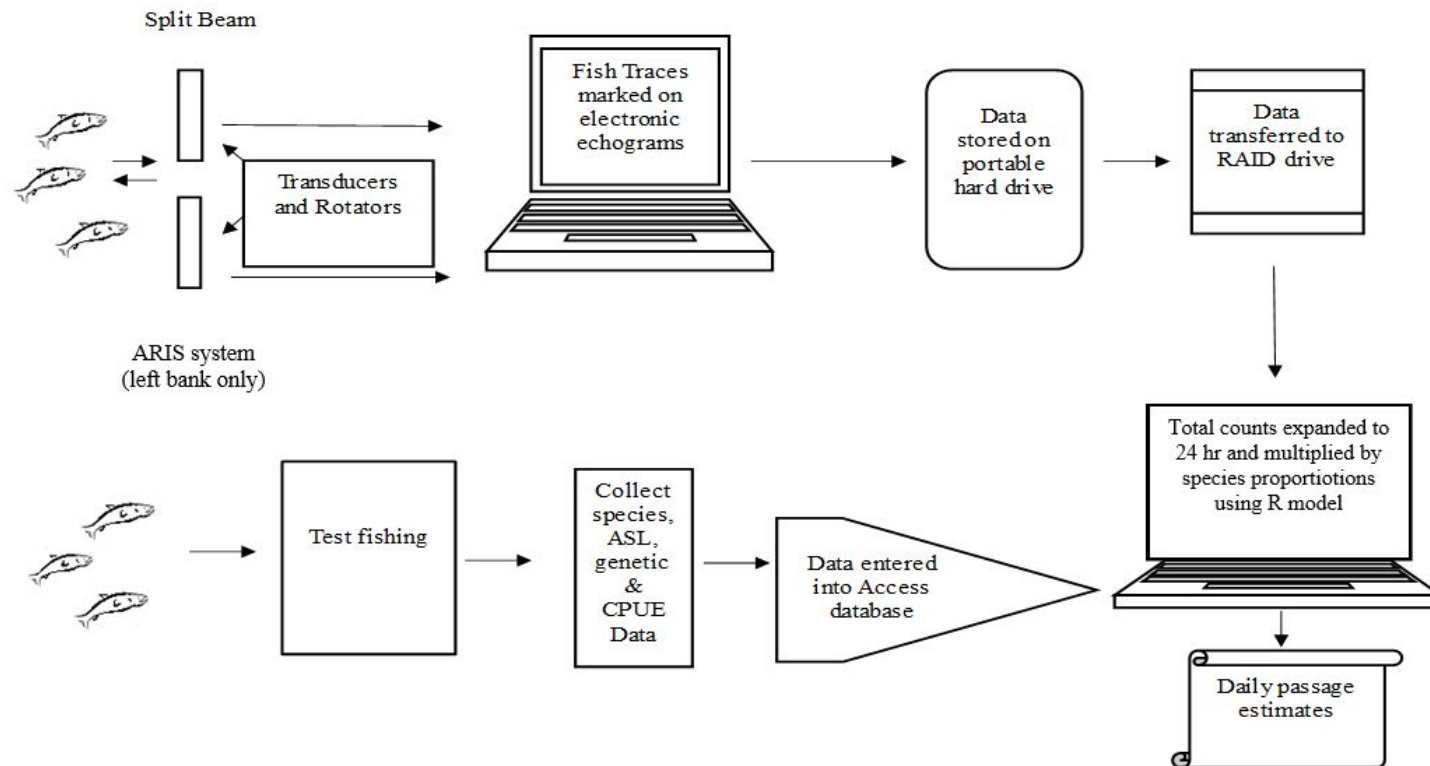 Split Beam
Fish Traces
marked on
electronic
echograms
Data
stored on
portable
hard drive
Data
transferred to
RAID drive
Transducers
and Rotators
ARIS system
(left bank only)
Total counts expanded to
24 hr and multiplied by
species proportiotions
using R model
Test fishing
Collect
species,
ASL,
genetic
&
CPUE
Data
Data entered
into Access
database
Daily passage
estimates